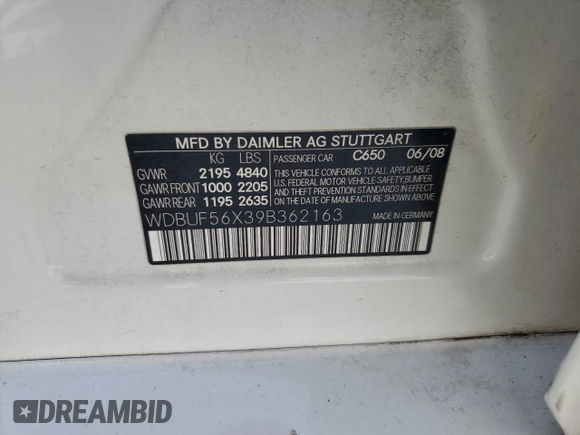 MFD BY DAIMLER AG STUTTGART
KG LBS PASSENGER CAR C650 06/08
GVWR 2195 4840
GAWR FRONT 1000 2205
GAWR REAR 1195 2635
THIS VEHICLE CONFORMS TO ALL APPLICABLE
U.S. FEDERAL MOTOR VEHICLE SAFETY, BUMPER,
AND THEFT PREVENTION STANDARDS IN EFFECT
ON THE DATE OF MANUFACTURE SHOWN ABOVE.
WDBUF56X39B362163
MADE IN GERMANY
DREAMBID